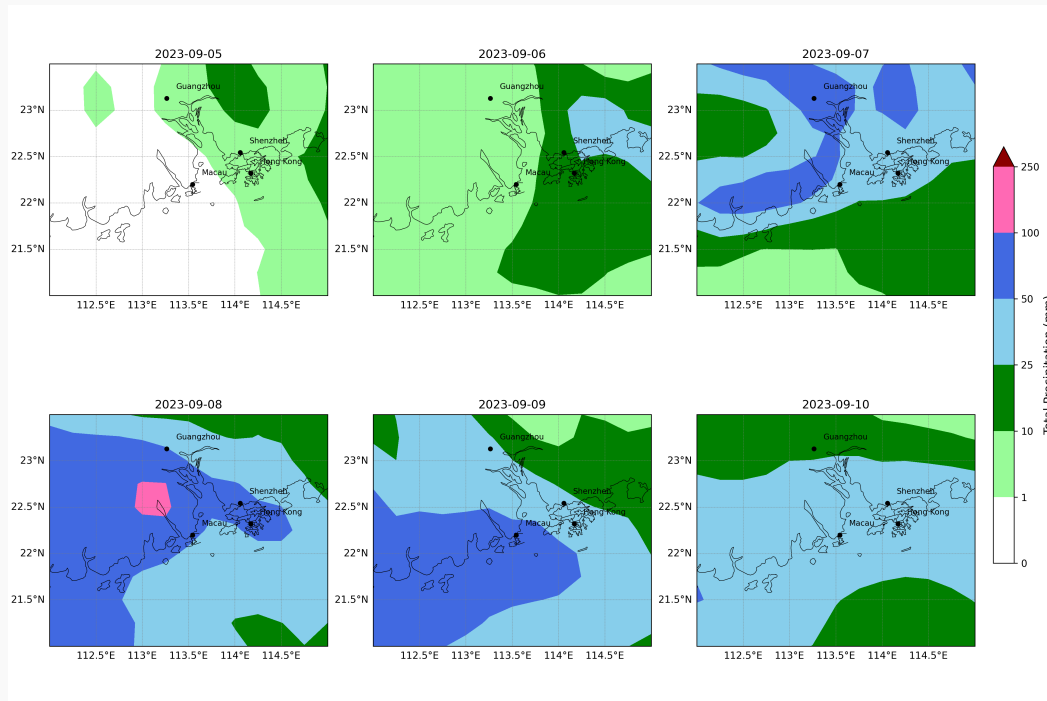 2023-09-05
2023-09-06
2023-09-07
Guangzhou
Shenzhen
Hong Kong
Macau
23°N
22.5°N
22°N
21.5°N
112.5°E 113°E 113.5°E 114°E 114.5°E
Guangzhou
Shenzhen
Hong Kong
Macau
23°N
22.5°N
22°N
21.5°N
112.5°E 113°E 113.5°E 114°E 114.5°E
Guangzhou
Shenzhen
Hong Kong
Macau
23°N
22.5°N
22°N
21.5°N
112.5°E 113°E 113.5°E 114°E 114.5°E
2023-09-08
2023-09-09
2023-09-10
Guangzhou
Shenzhen
Hong Kong
Macau
23°N
22.5°N
22°N
21.5°N
112.5°E 113°E 113.5°E 114°E 114.5°E
Guangzhou
Shenzhen
Hong Kong
Macau
23°N
22.5°N
22°N
21.5°N
112.5°E 113°E 113.5°E 114°E 114.5°E
Guangzhou
Shenzhen
Hong Kong
Macau
23°N
22.5°N
22°N
21.5°N
112.5°E 113°E 113.5°E 114°E 114.5°E
250
100
50
25
10
1
0
Total Precipitation (mm)